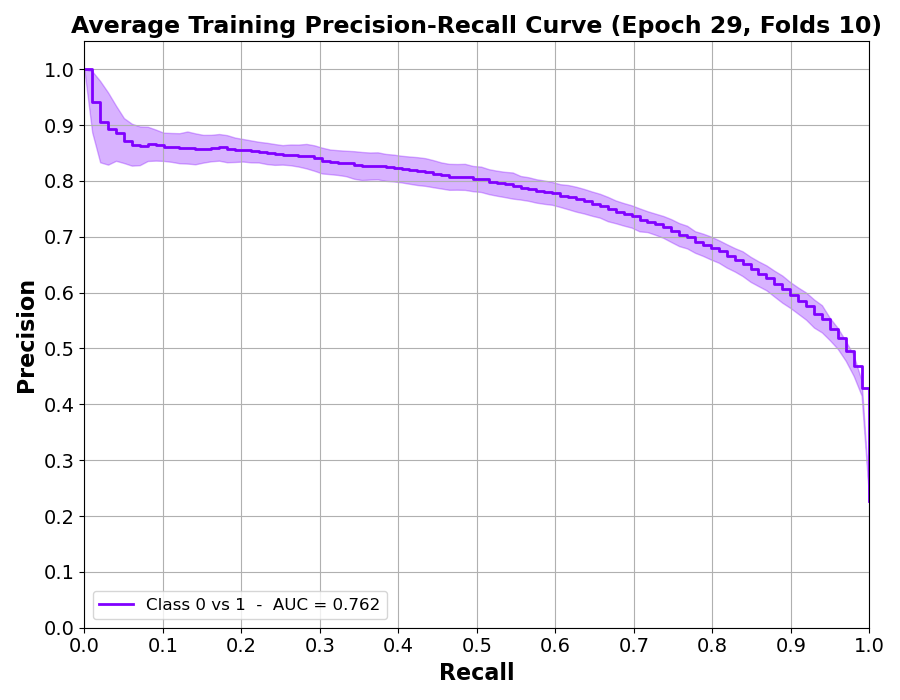 Average Training Precision-Recall Curve (Epoch 29, Folds 10)
Precision
1.0
0.9
0.8
0.7
0.6
0.5
0.4
0.3
0.2
0.1
0.0
Class 0 vs 1 - AUC = 0.762
0.0 0.1 0.2 0.3 0.4 0.5 0.6 0.7 0.8 0.9 1.0
Recall